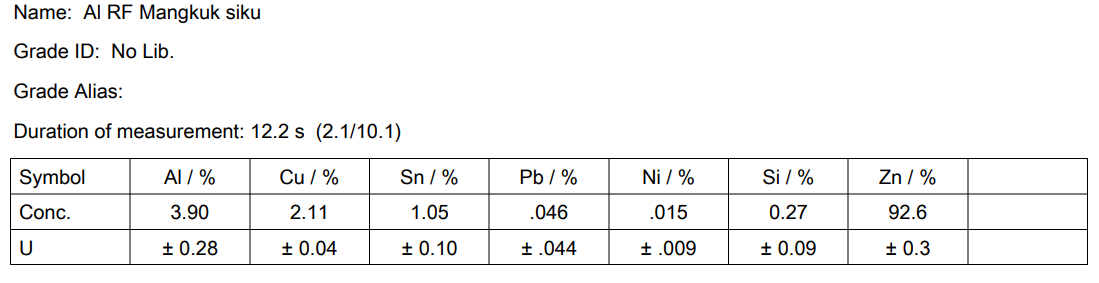 Name: Al RF Mangkuk siku
Grade ID: No Lib.
Grade Alias:
Duration of measurement: 12.2 s (2.1/10.1)
Symbol Al / % Cu / % Sn / % Pb / % Ni / % Si / % Zn / %
Conc. 3.90 2.11 1.05 .046 .015 0.27 92.6
U ± 0.28 ± 0.04 ± 0.10 ± .044 ± .009 ± 0.09 ± 0.3